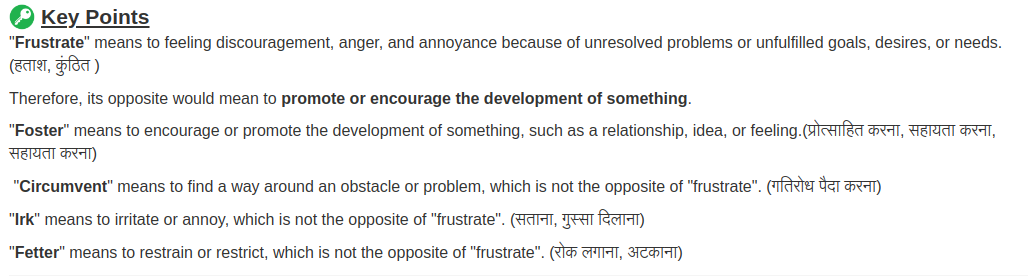 Key Points
"Frustrate" means to feeling discouragement, anger, and annoyance because of unresolved problems or unfulfilled goals, desires, or needs.
(हताश, कुंठित )
Therefore, its opposite would mean to promote or encourage the development of something.
"Foster" means to encourage or promote the development of something, such as a relationship, idea, or feeling.(प्रोत्साहित करना, सहायता करना,
सहायता करना)
"Circumvent" means to find a way around an obstacle or problem, which is not the opposite of "frustrate". (गतिरोध पैदा करना)
"Irk" means to irritate or annoy, which is not the opposite of "frustrate". (सताना, गुस्सा दिलाना)
"Fetter" means to restrain or restrict, which is not the opposite of "frustrate". (रोक लगाना, अटकाना)